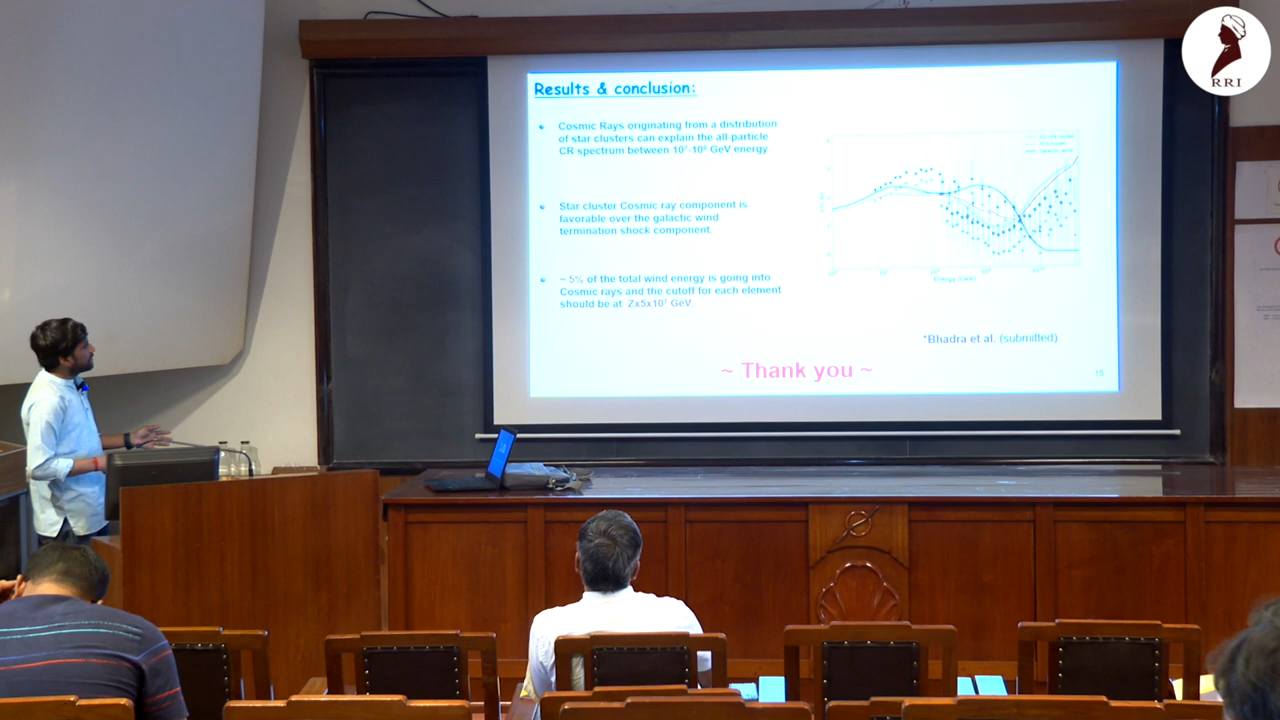 Results & conclusion:
Cosmic Rays originating from a distribution
of star clusters can explain the all-particle
CR spectrum between 10⁷-10⁹ GeV energy.
Star cluster Cosmic ray component is
favorable over the galactic wind
termination shock component.
~ 5% of the total wind energy is going into
Cosmic rays and the cutoff for each element
should be at Zx5x10⁷ GeV.
Energy (GeV)
*Bhadra et al. (submitted)
~ Thank you ~
15
RRI